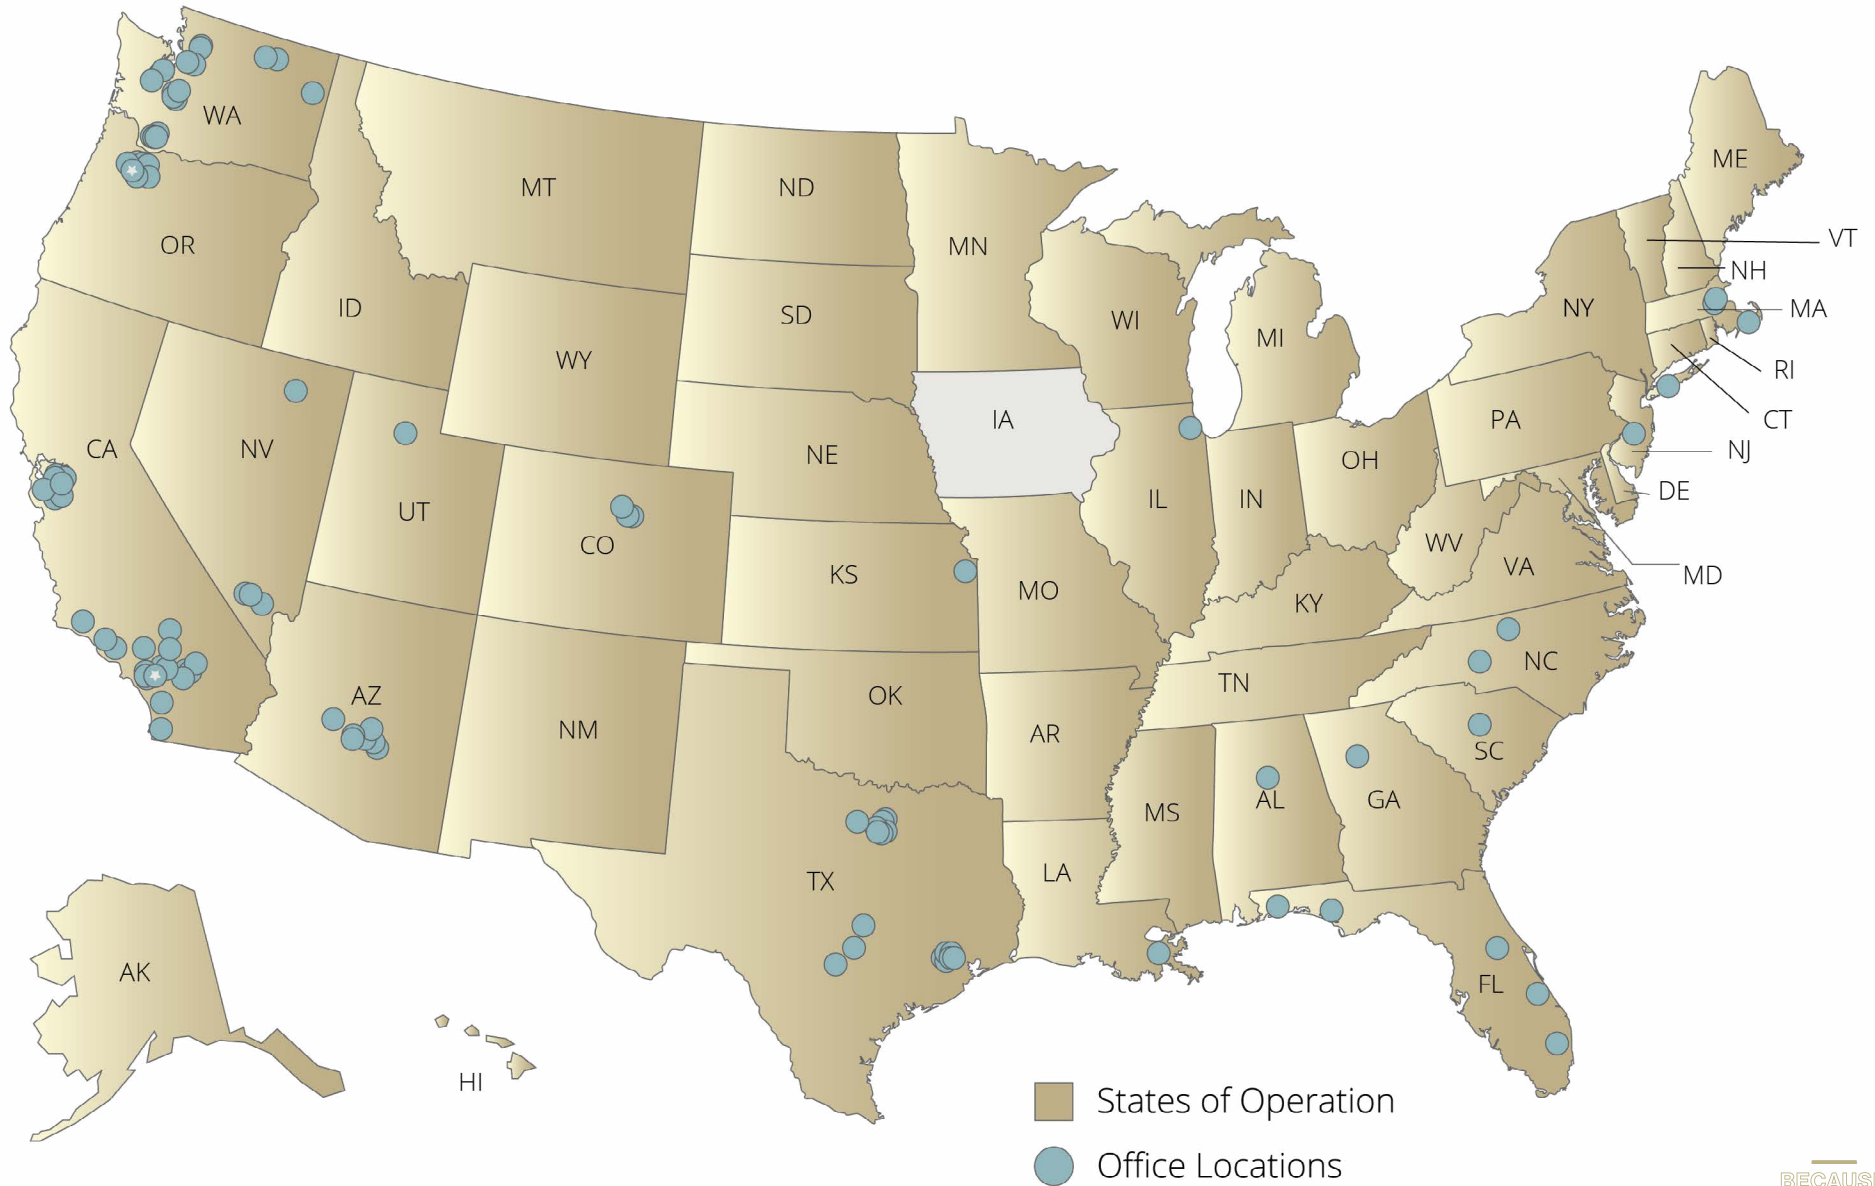 WA
OR
CA
NV
ID
MT
WY
UT
CO
AZ
NM
ND
SD
NE
KS
OK
TX
MN
IA
MO
AR
LA
WI
IL
MI
IN
OH
KY
TN
MS
AL
GA
FL
SC
NC
VA
WV
PA
NY
ME
VT
NH
MA
RI
CT
NJ
DE
MD
AK
HI
States of Operation
Office Locations